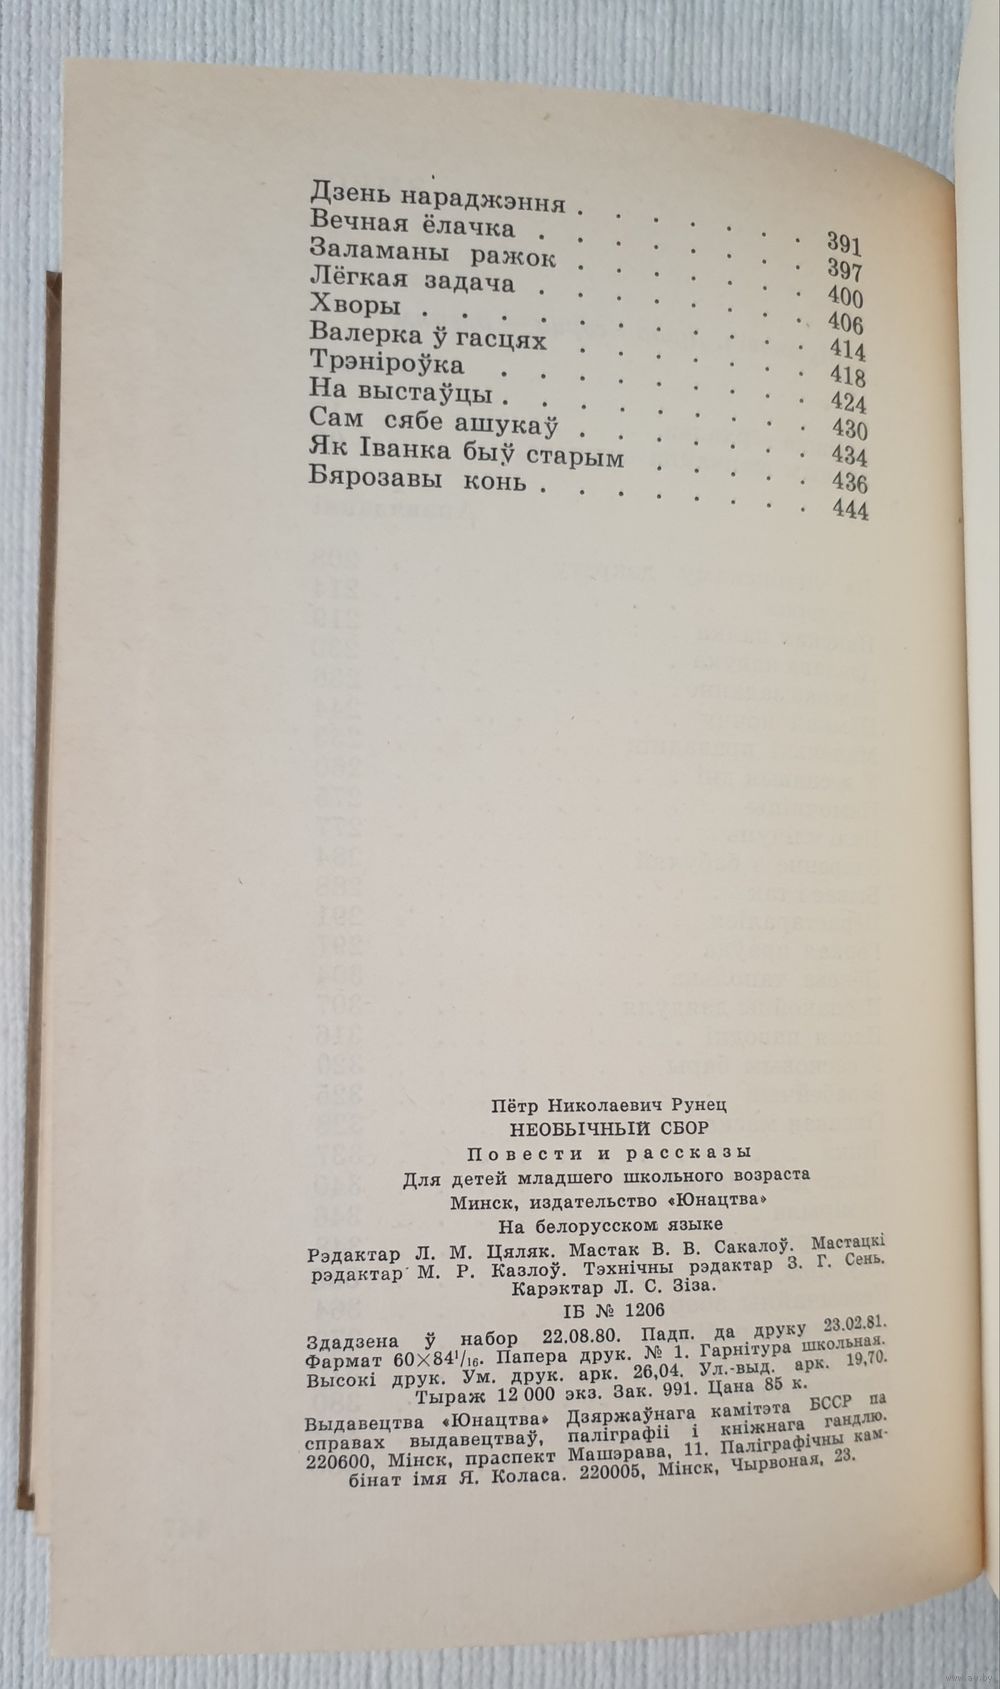 Дзень нараджэння . . . . . . . 391
Вечная ёлачка . . . . . . . . 397
Заламаны ражок . . . . . . . 400
Лёгкая задача . . . . . . . . 406
Хворы . . . . . . . . . . . 414
Валерка ў гасцях . . . . . . . 418
Трэніроўка . . . . . . . . . 424
На выстаўцы . . . . . . . . . 430
Сам сябе ашукаў . . . . . . . 434
Як Іванка быў старым . . . . . 436
Бярозавы конь . . . . . . . . 444
Пётр Николаевич Рунец
НЕОБЫЧНЫЙ СБОР
Повести и рассказы
Для детей младшего школьного возраста
Минск, издательство «Юнацтва»
На белорусском языке
Рэдактар Л. М. Цяляк. Мастак В. В. Сакалоў. Мастацкі
рэдактар М. Р. Казлоў. Тэхнічны рэдактар З. Г. Сень.
Карэктар Л. С. Зіза.
ІБ № 1206
Здадзена ў набор 22.08.80. Падп. да друку 23.02.81.
Фармат 60×84¹/₁₆. Папера друк. № 1. Гарнітура школьная.
Высокі друк. Ум. друк. арк. 26,04. Ул.-выд. арк. 19,70.
Тыраж 12 000 экз. Зак. 991. Цана 85 к.
Выдавецтва «Юнацтва» Дзяржаўнага камітэта БССР па
справах выдавецтваў, паліграфіі і кніжнага гандлю.
220600, Мінск, праспект Машэрава, 11. Паліграфічны кам-
бінат імя Я. Коласа. 220005, Мінск, Чырвоная, 23.
www.ay.by